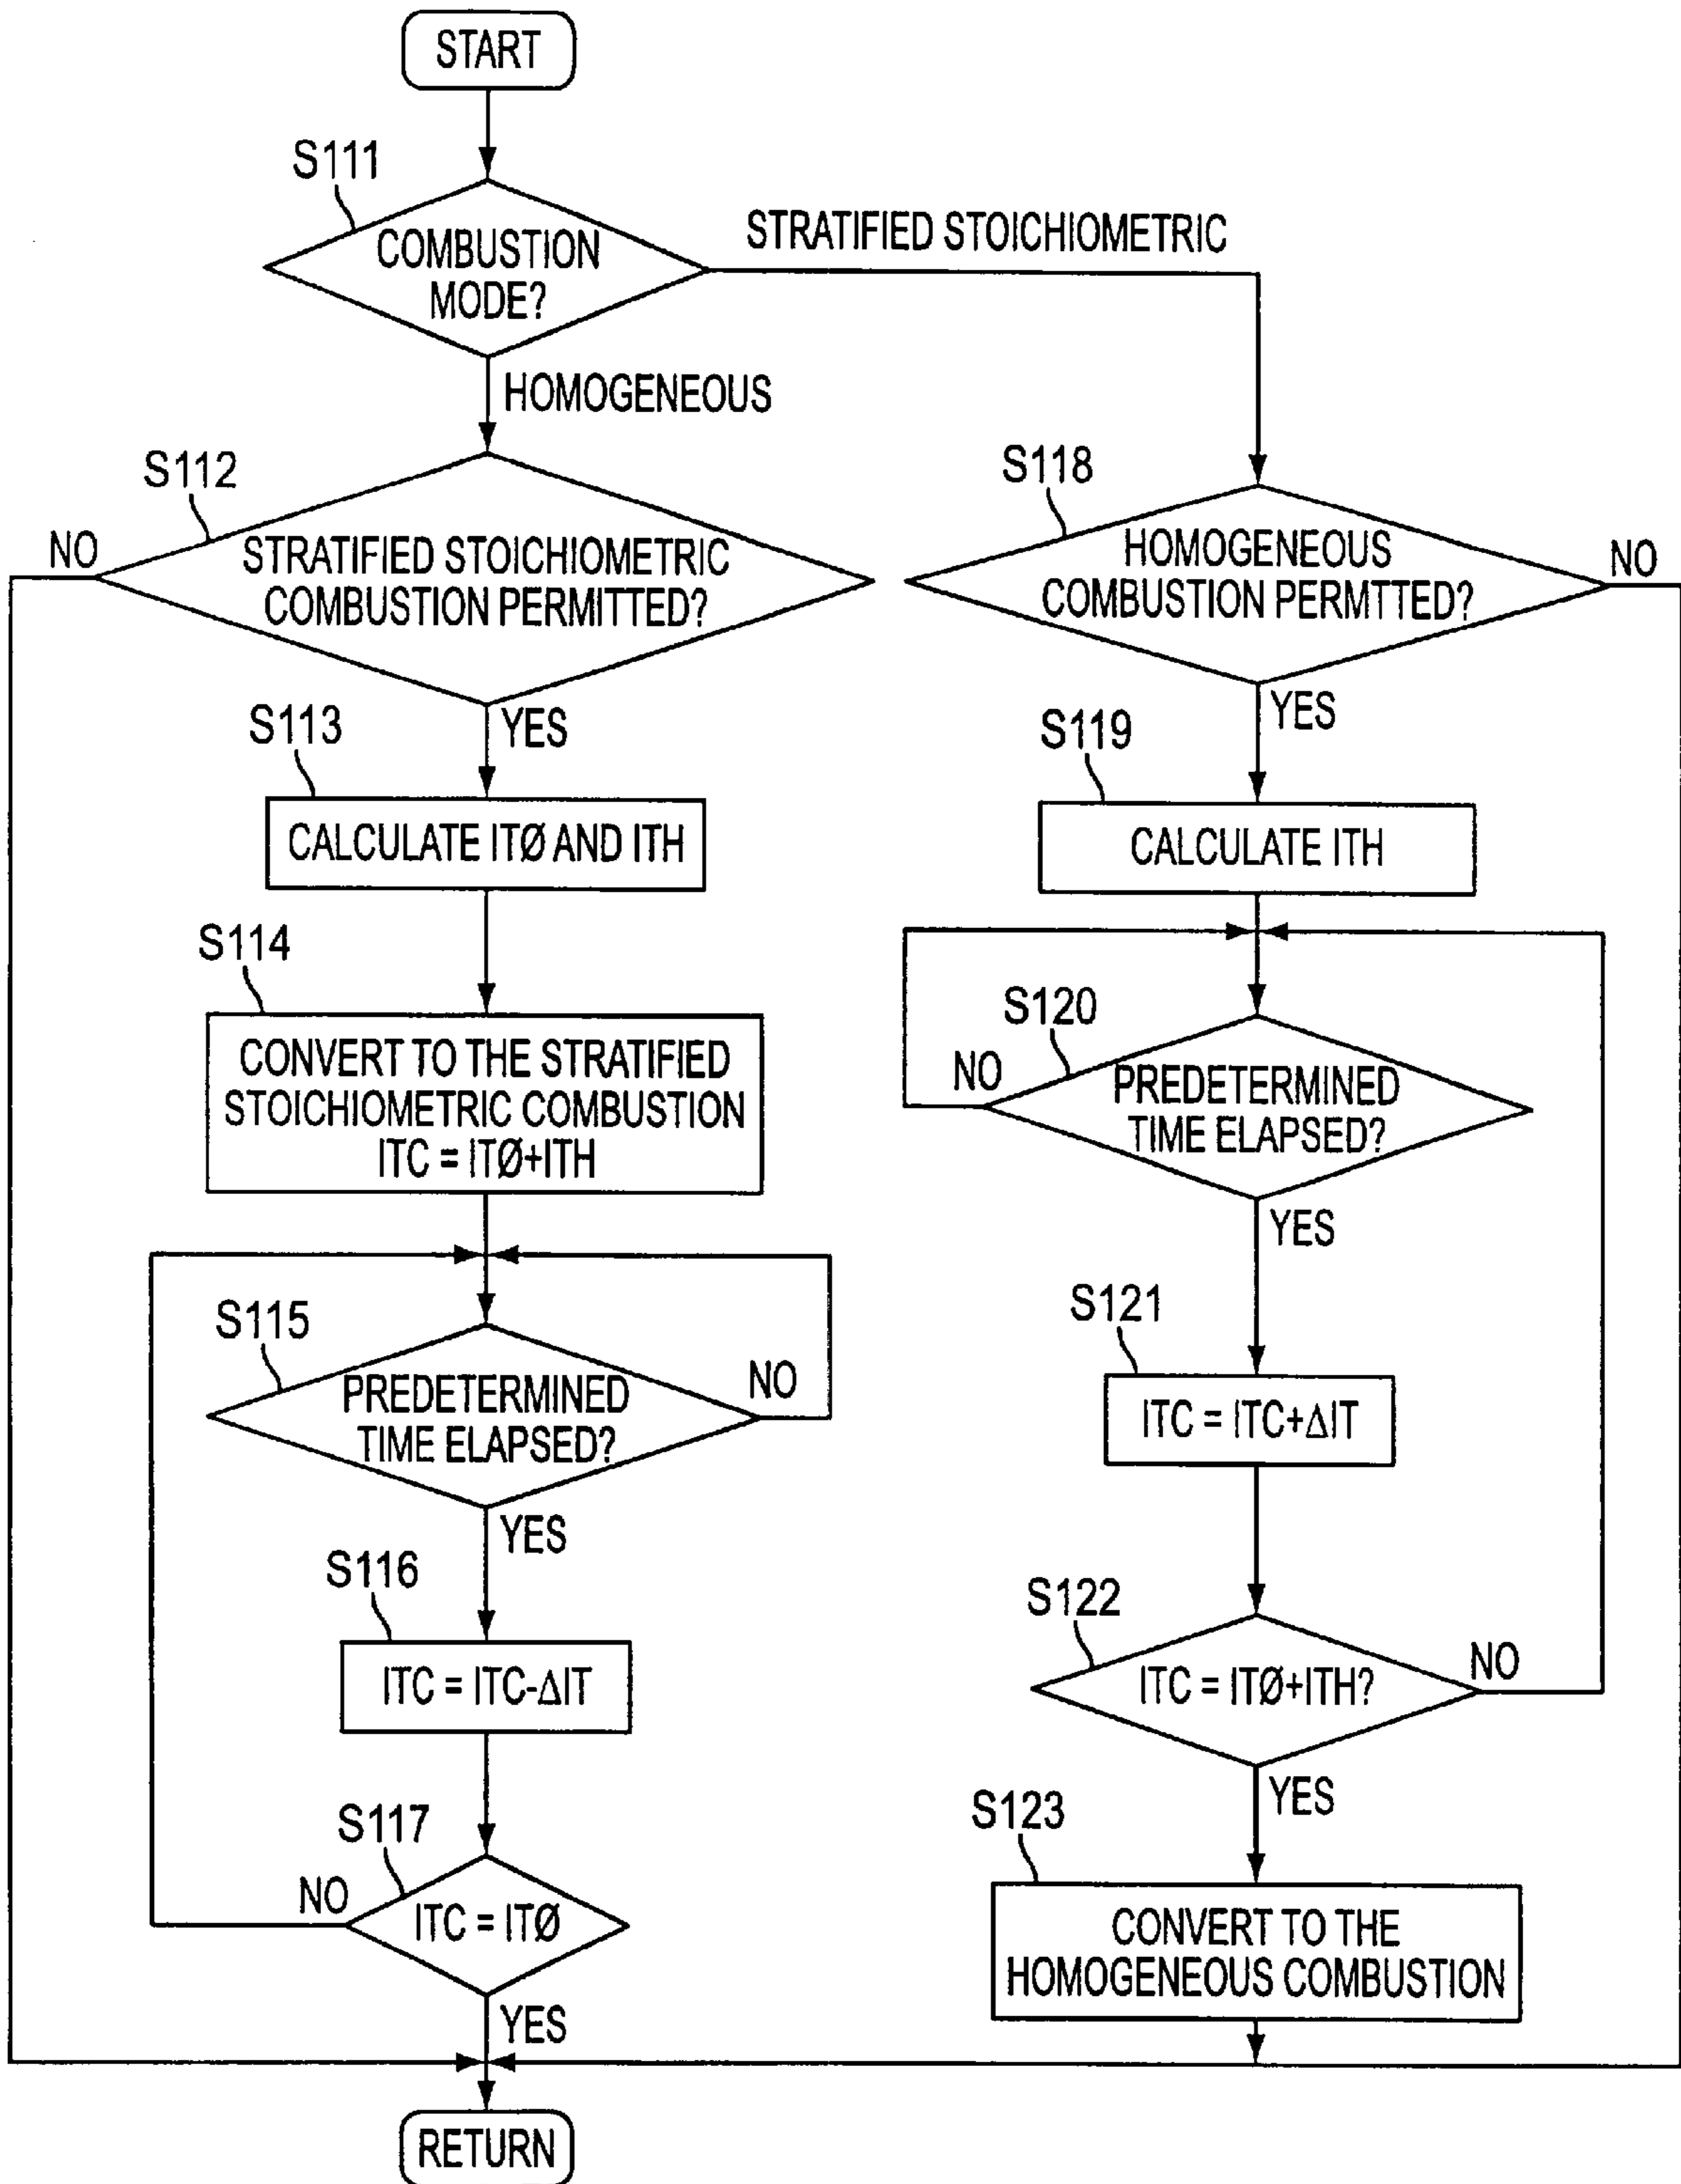 START
S111
COMBUSTION
MODE?
STRATIFIED STOICHIOMETRIC
HOMOGENEOUS
S112
NO
STRATIFIED STOICHIOMETRIC
COMBUSTION PERMITTED?
YES
S113
CALCULATE ITØ AND ITH
S114
CONVERT TO THE STRATIFIED
STOICHIOMETRIC COMBUSTION
ITC = ITØ+ITH
S115
PREDETERMINED
TIME ELAPSED?
NO
YES
S116
ITC = ITC-ΔIT
S117
NO
ITC = ITØ
YES
S118
HOMOGENEOUS
COMBUSTION PERMTTED?
NO
YES
S119
CALCULATE ITH
S120
NO
PREDETERMINED
TIME ELAPSED?
YES
S121
ITC = ITC+ΔIT
S122
ITC = ITØ+ITH?
NO
YES
S123
CONVERT TO THE
HOMOGENEOUS COMBUSTION
RETURN